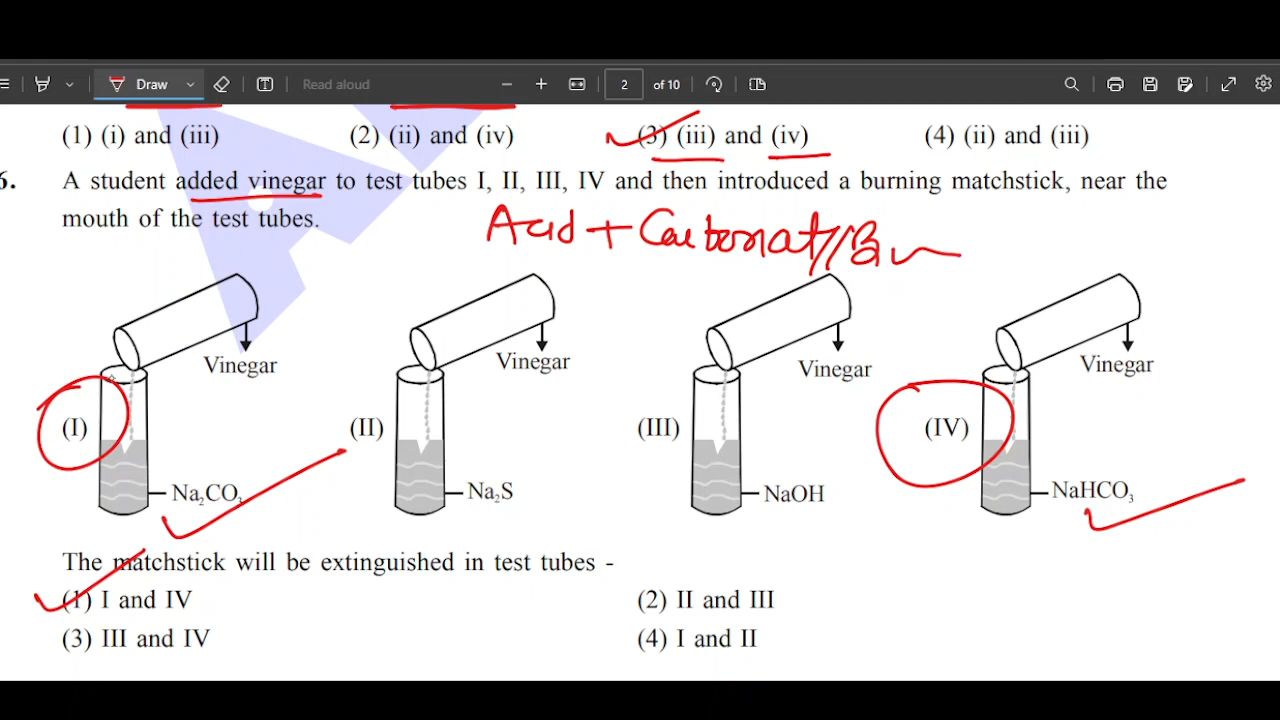 Draw
Read aloud
2 of 10
(1) (i) and (iii) (2) (ii) and (iv) (3) (iii) and (iv) (4) (ii) and (iii)
6. A student added vinegar to test tubes I, II, III, IV and then introduced a burning matchstick, near the
mouth of the test tubes.
Acid + Carbonat//
Vinegar Vinegar Vinegar Vinegar
(I) (II) (III) (IV)
Na₂CO₃ Na₂S NaOH NaHCO₃
The matchstick will be extinguished in test tubes -
(1) I and IV (2) II and III
(3) III and IV (4) I and II